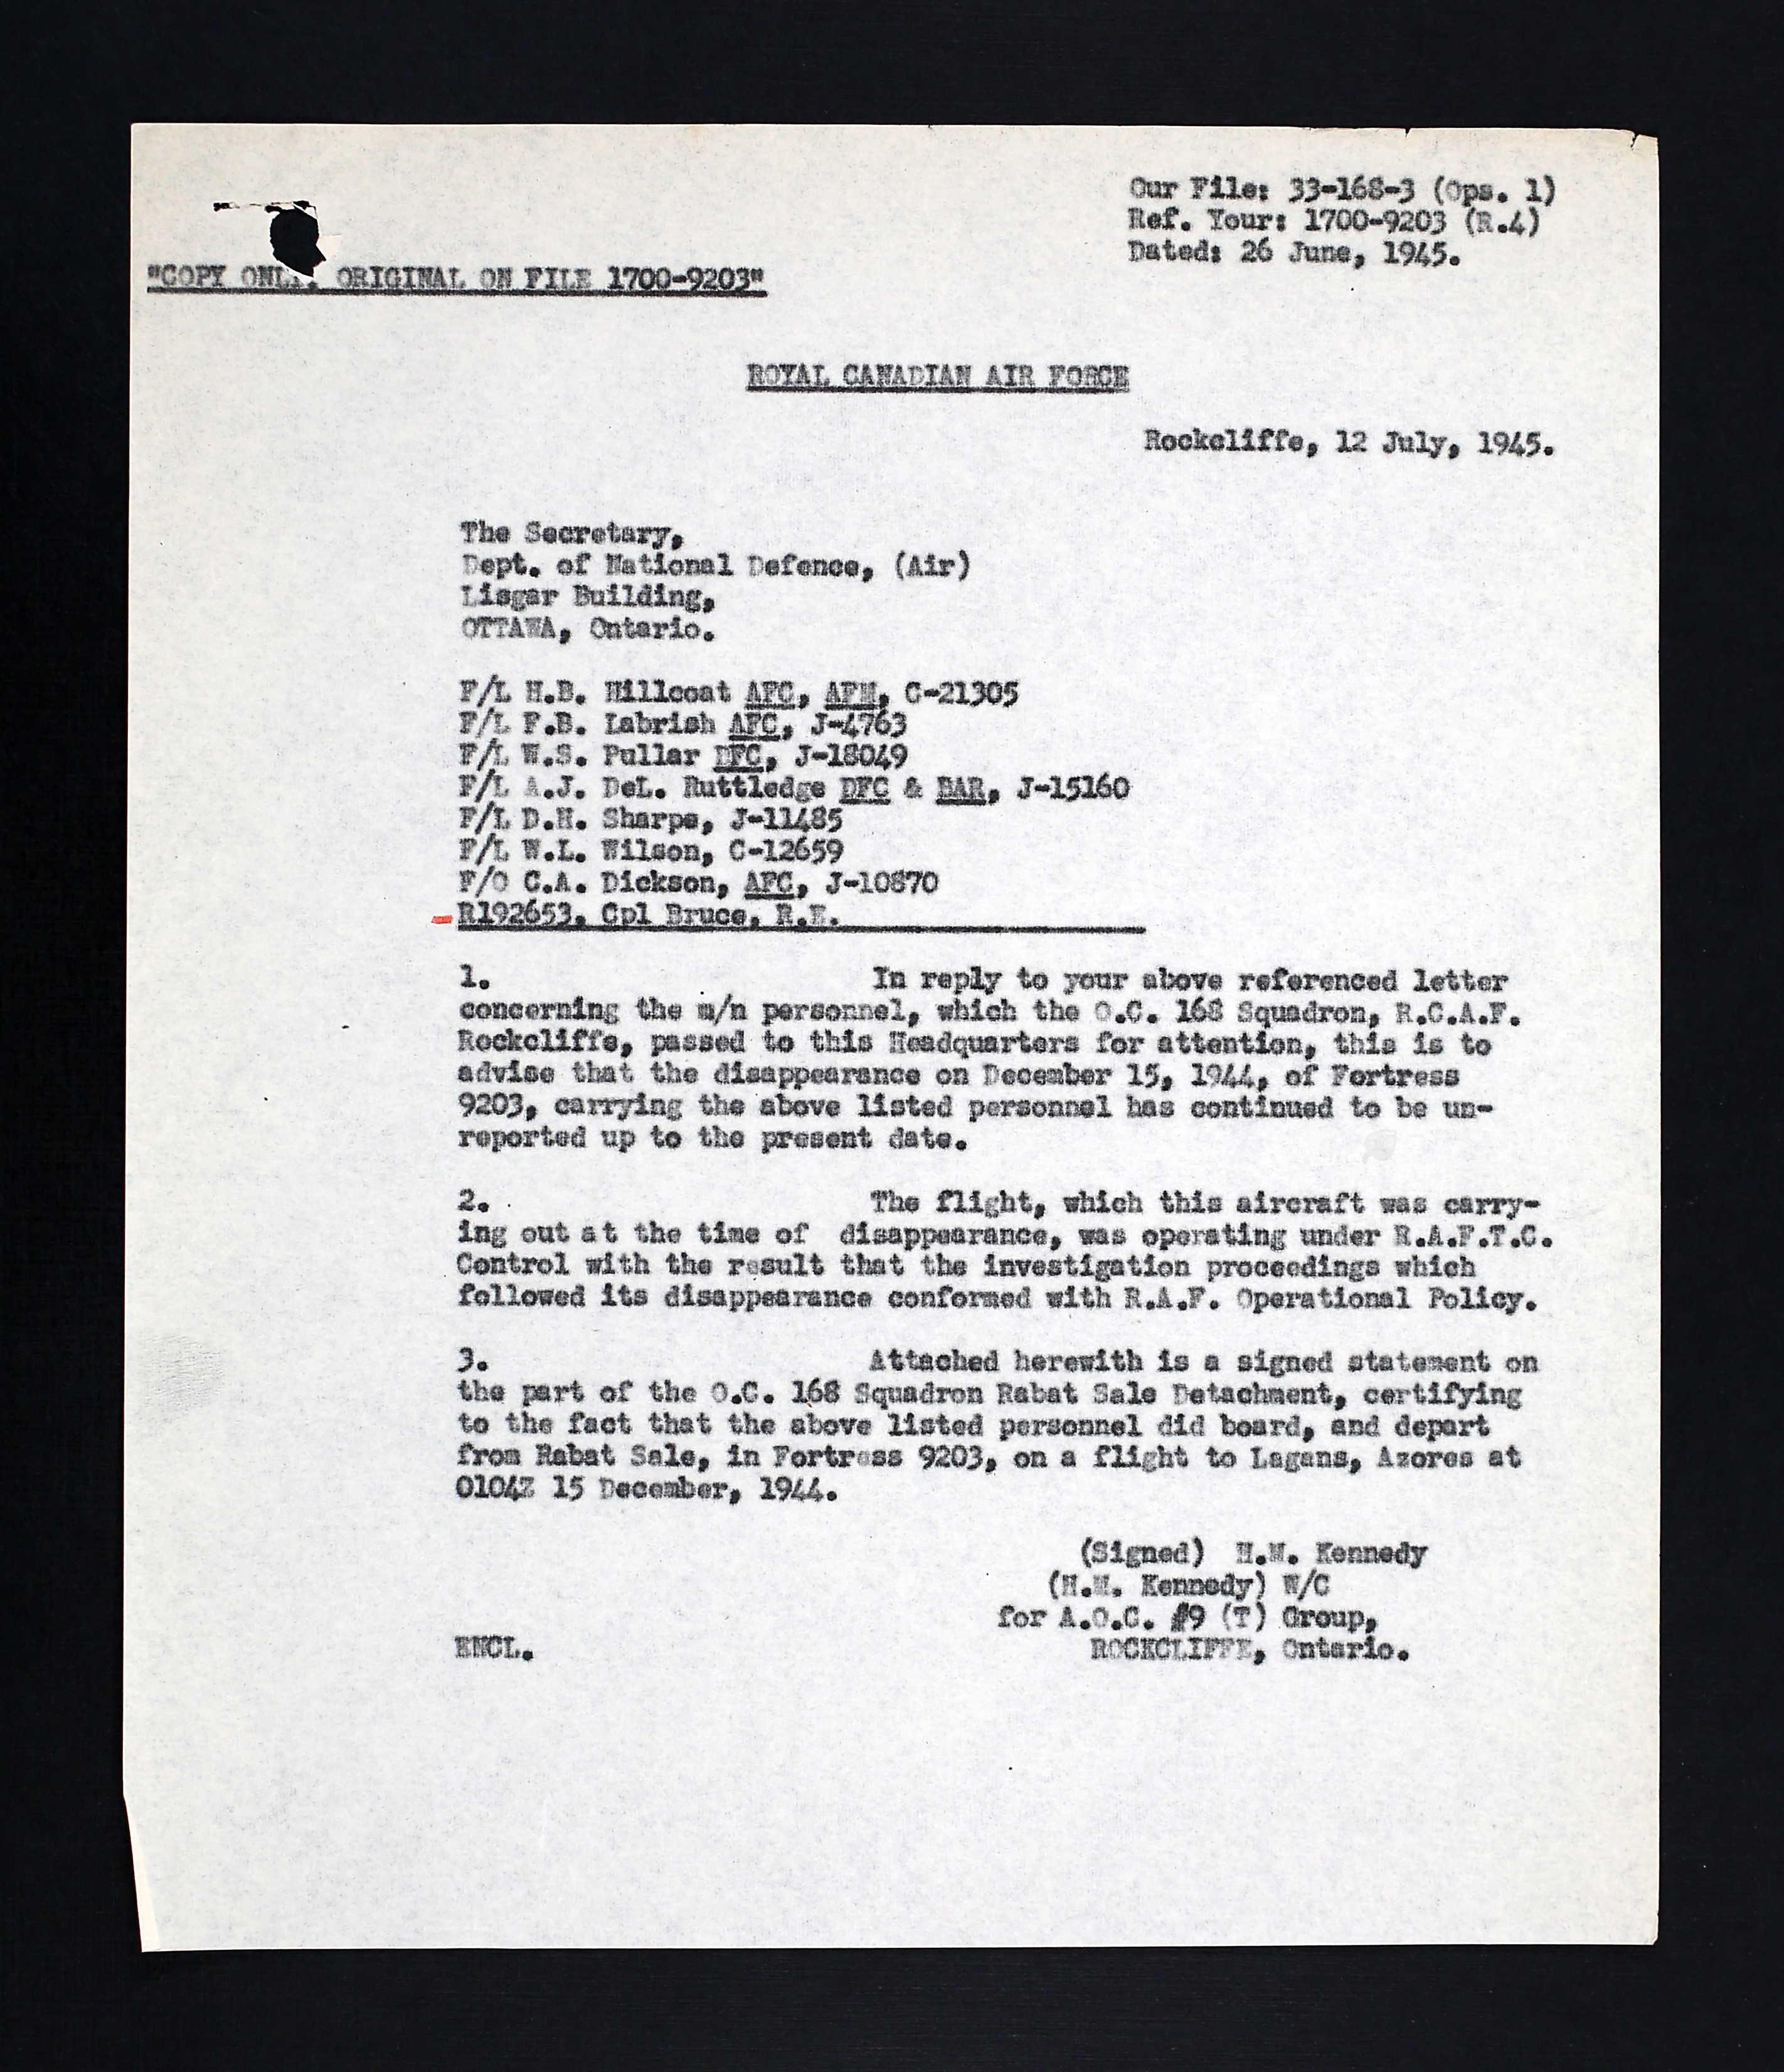 Our File: 33-168-3 (Ops. 1)
Ref. Your: 1700-9203 (R.4)
Dated: 26 June, 1945.
"COPY ONLY. ORIGINAL ON FILE 1700-9203"
ROYAL CANADIAN AIR FORCE
Rockcliffe, 12 July, 1945.
The Secretary,
Dept. of National Defence, (Air)
Lisgar Building,
OTTAWA, Ontario.
F/L H.B. Hillcoat AFC, AFM, C-21305
F/L F.B. Labrish AFC, J-4763
F/L W.S. Pullar DFC, J-18049
F/L A.J. DeL. Ruttledge DFC & BAR, J-15160
F/L D.H. Sharpe, J-11485
F/L W.L. Wilson, C-12659
F/O C.A. Dickson, AFC, J-10870
R192653, Cpl Bruce, R.E.
1. In reply to your above referenced letter
concerning the m/n personnel, which the O.C. 168 Squadron, R.C.A.F.
Rockcliffe, passed to this Headquarters for attention, this is to
advise that the disappearance on December 15, 1944, of Fortress
9203, carrying the above listed personnel has continued to be un-
reported up to the present date.
2. The flight, which this aircraft was carry-
ing out at the time of disappearance, was operating under R.A.F.T.C.
Control with the result that the investigation proceedings which
followed its disappearance conformed with R.A.F. Operational Policy.
3. Attached herewith is a signed statement on
the part of the O.C. 168 Squadron Rabat Sale Detachment, certifying
to the fact that the above listed personnel did board, and depart
from Rabat Sale, in Fortress 9203, on a flight to Lagans, Azores at
0104Z 15 December, 1944.
(Signed) H.M. Kennedy
(H.M. Kennedy) W/C
for A.O.C. #9 (T) Group,
ENCL. ROCKCLIFFE, Ontario.